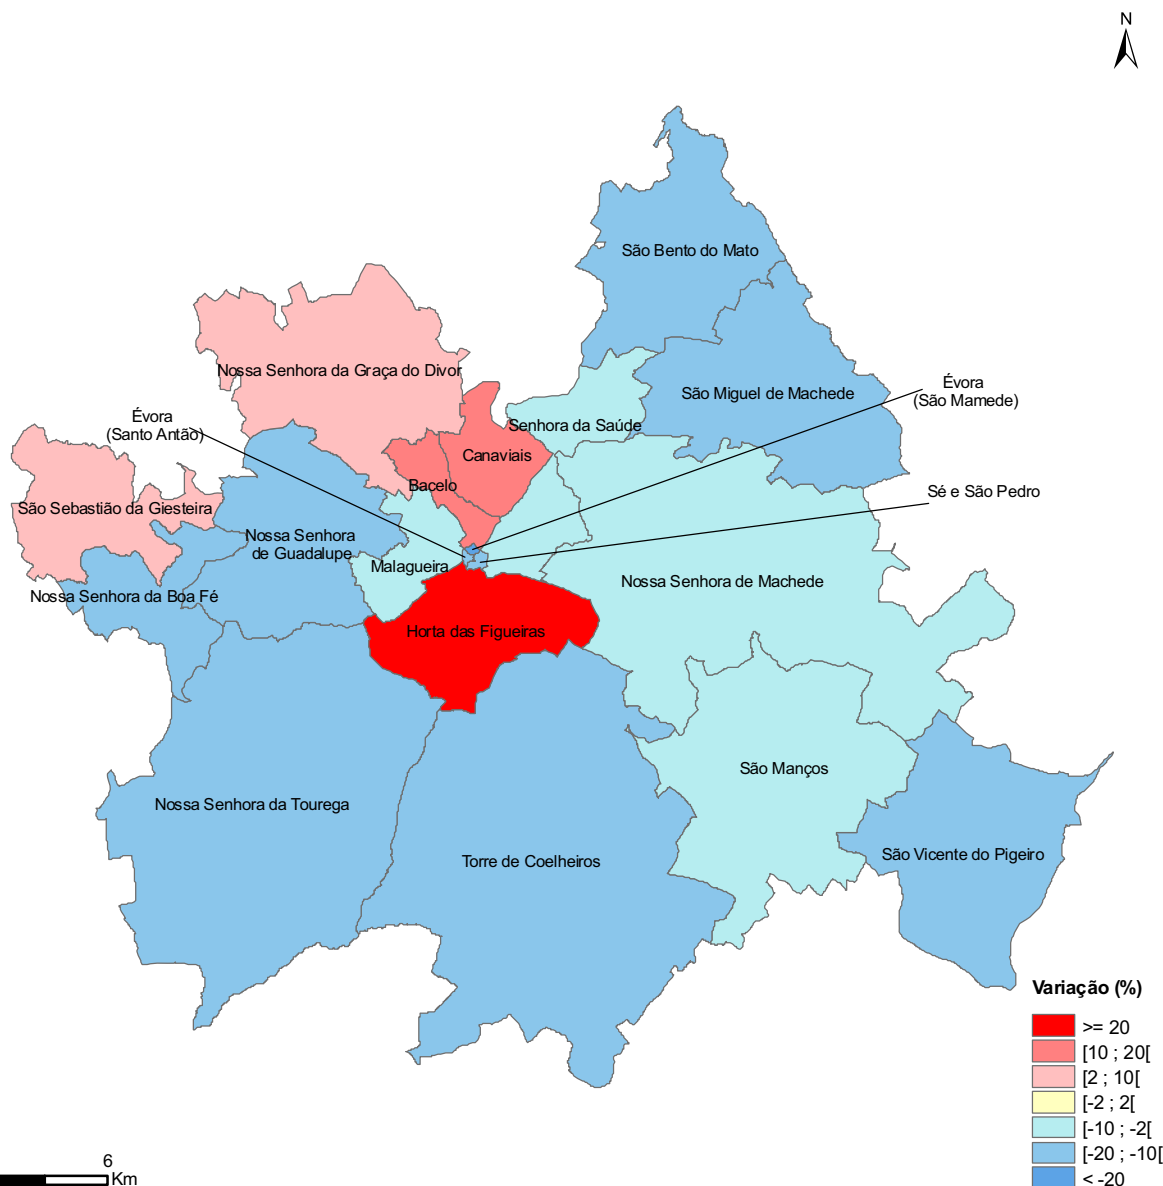 N
São Bento do Mato
Nossa Senhora da Graça do Divor
São Miguel de Machede
Évora
(São Mamede)
Évora
(Santo Antão)
Senhora da Saúde
Canaviais
Bacelo
Sé e São Pedro
São Sebastião da Giesteira
Nossa Senhora
de Guadalupe
Malagueira
Nossa Senhora de Machede
Nossa Senhora da Boa Fé
Horta das Figueiras
São Manços
Nossa Senhora da Tourega
Torre de Coelheiros
São Vicente do Pigeiro
Variação (%)
>= 20
[10 ; 20[
[2 ; 10[
[-2 ; 2[
[-10 ; -2[
[-20 ; -10[
< -20
6
Km